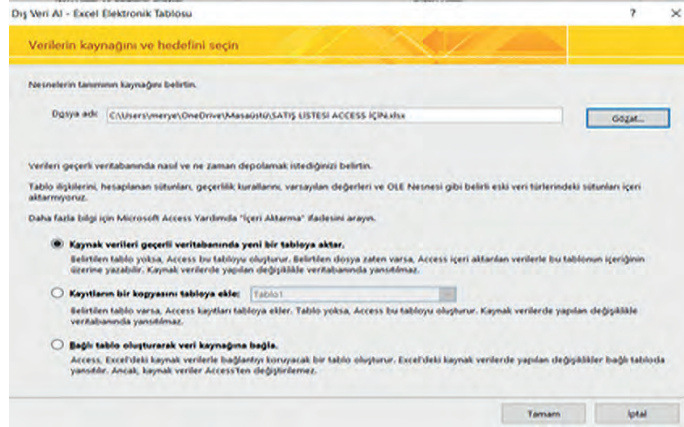 Dış Veri Al - Excel Elektronik Tablosu
?
×
Verilerin kaynağını ve hedefini seçin
Nesnelerin tanımının kaynağını belirtin.
Dosya adı: C:\Users\merye\OneDrive\Masaüstü\SATIŞ LİSTESİ ACCESS İÇİN.xlsx
Gözat...
Verileri geçerli veritabanında nasıl ve ne zaman depolamak istediğinizi belirtin.
Tablo ilişkilerini, hesaplanan sütunları, geçerlilik kurallarını, varsayılan değerleri ve OLE Nesnesi gibi belirli eski veri türlerindeki sütunları içeri
aktarmıyoruz.
Daha fazla bilgi için Microsoft Access Yardımda "İçeri Aktarma" ifadesini arayın.
Kaynak verileri geçerli veritabanında yeni bir tabloya aktar.
Belirtilen tablo yoksa, Access bu tabloyu oluşturur. Belirtilen dosya zaten varsa, Access içeri aktarılan verilerle bu tablonun içeriğinin
üzerine yazabilir. Kaynak verilerde yapılan değişiklikle veritabanında yansıtılmaz.
Kayıtların bir kopyasını tabloya ekle: Tablo1
Belirtilen tablo varsa, Access kayıtları tabloya ekler. Tablo yoksa, Access bu tabloyu oluşturur. Kaynak verilerde yapılan değişiklikle
veritabanında yansıtılmaz.
Bağlı tablo oluşturarak veri kaynağına bağla.
Access, Excel'deki kaynak verilerle bağlantıyı koruyacak bir tablo oluşturur. Excel'deki kaynak verilerde yapılan değişiklikler bağlı tabloda
yansıtılır. Ancak, kaynak veriler Access'ten değiştirilemez.
Tamam
İptal